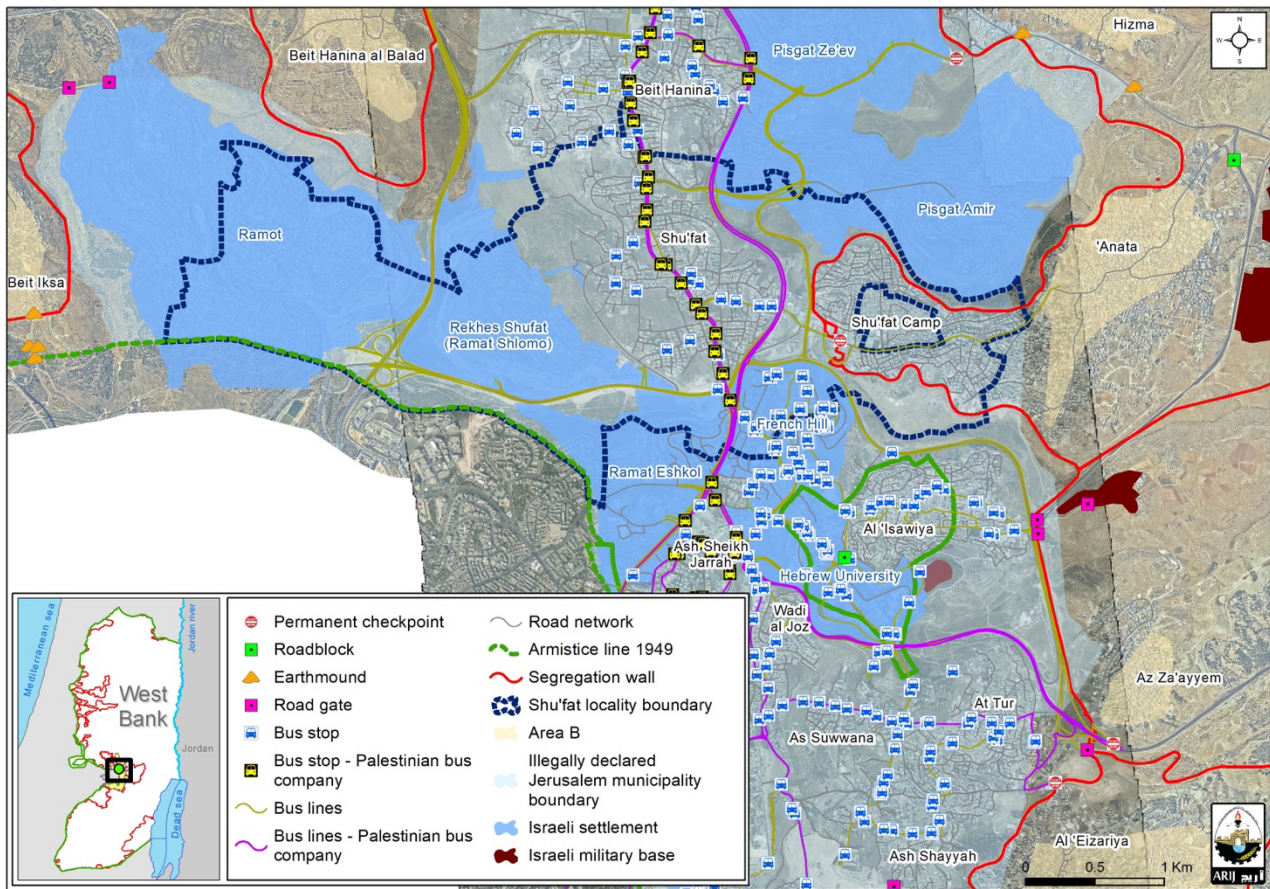 Hizma
N
W E
S
Beit Hanina al Balad
Pisgat Ze'ev
Beit Hanina
Ramot
Shu'fat
Pisgat Amir
'Anata
Beit Iksa
Rekhes Shufat
(Ramat Shlomo)
Shu'fat Camp
French Hill
Ramat Eshkol
Al 'Isawiya
Ash Sheikh
Jarrah
Hebrew University
Wadi
al Joz
Az Za'ayyem
At Tur
As Suwwana
Al 'Eizariya
Ash Shayyah
Mediterranean sea
Jordan river
West
Bank
Jordan
Dead sea
Permanent checkpoint
Roadblock
Earthmound
Road gate
Bus stop
Bus stop - Palestinian bus
company
Bus lines
Bus lines - Palestinian bus
company
Road network
Armistice line 1949
Segregation wall
Shu'fat locality boundary
Area B
Illegally declared
Jerusalem municipality
boundary
Israeli settlement
Israeli military base
0 0.5 1 Km
ARIJ أريج